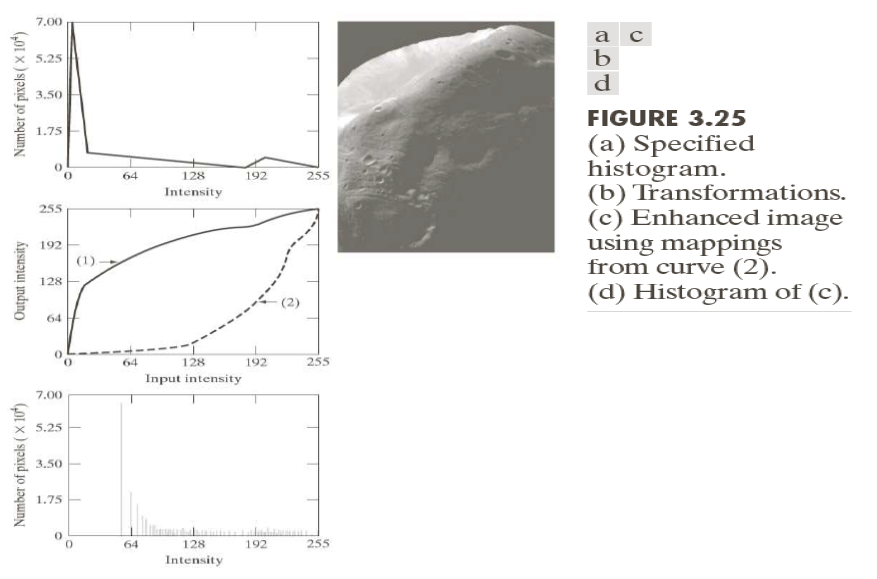 7.00
5.25
3.50
1.75
0
Number of pixels ( × 10⁴)
0 64 128 192 255
Intensity
255
192
128
64
0
Output intensity
(1)
(2)
0 64 128 192 255
Input intensity
7.00
5.25
3.50
1.75
0
Number of pixels ( × 10⁴)
0 64 128 192 255
Intensity
a c
b
d
FIGURE 3.25
(a) Specified
histogram.
(b) Transformations.
(c) Enhanced image
using mappings
from curve (2).
(d) Histogram of (c).